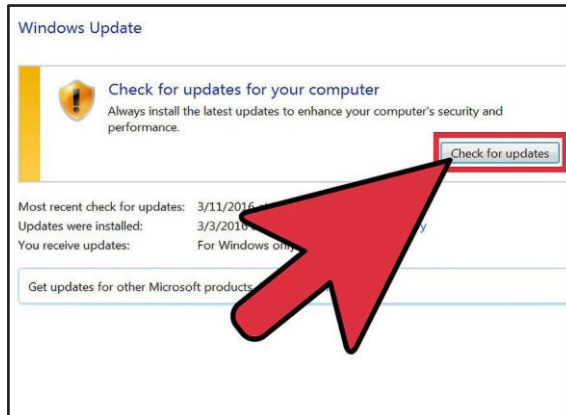 Windows Update
Check for updates for your computer
Always install the latest updates to enhance your computer's security and
performance.
Check for updates
Most recent check for updates: 3/11/2016
Updates were installed: 3/3/2016
You receive updates: For Windows only
Get updates for other Microsoft products